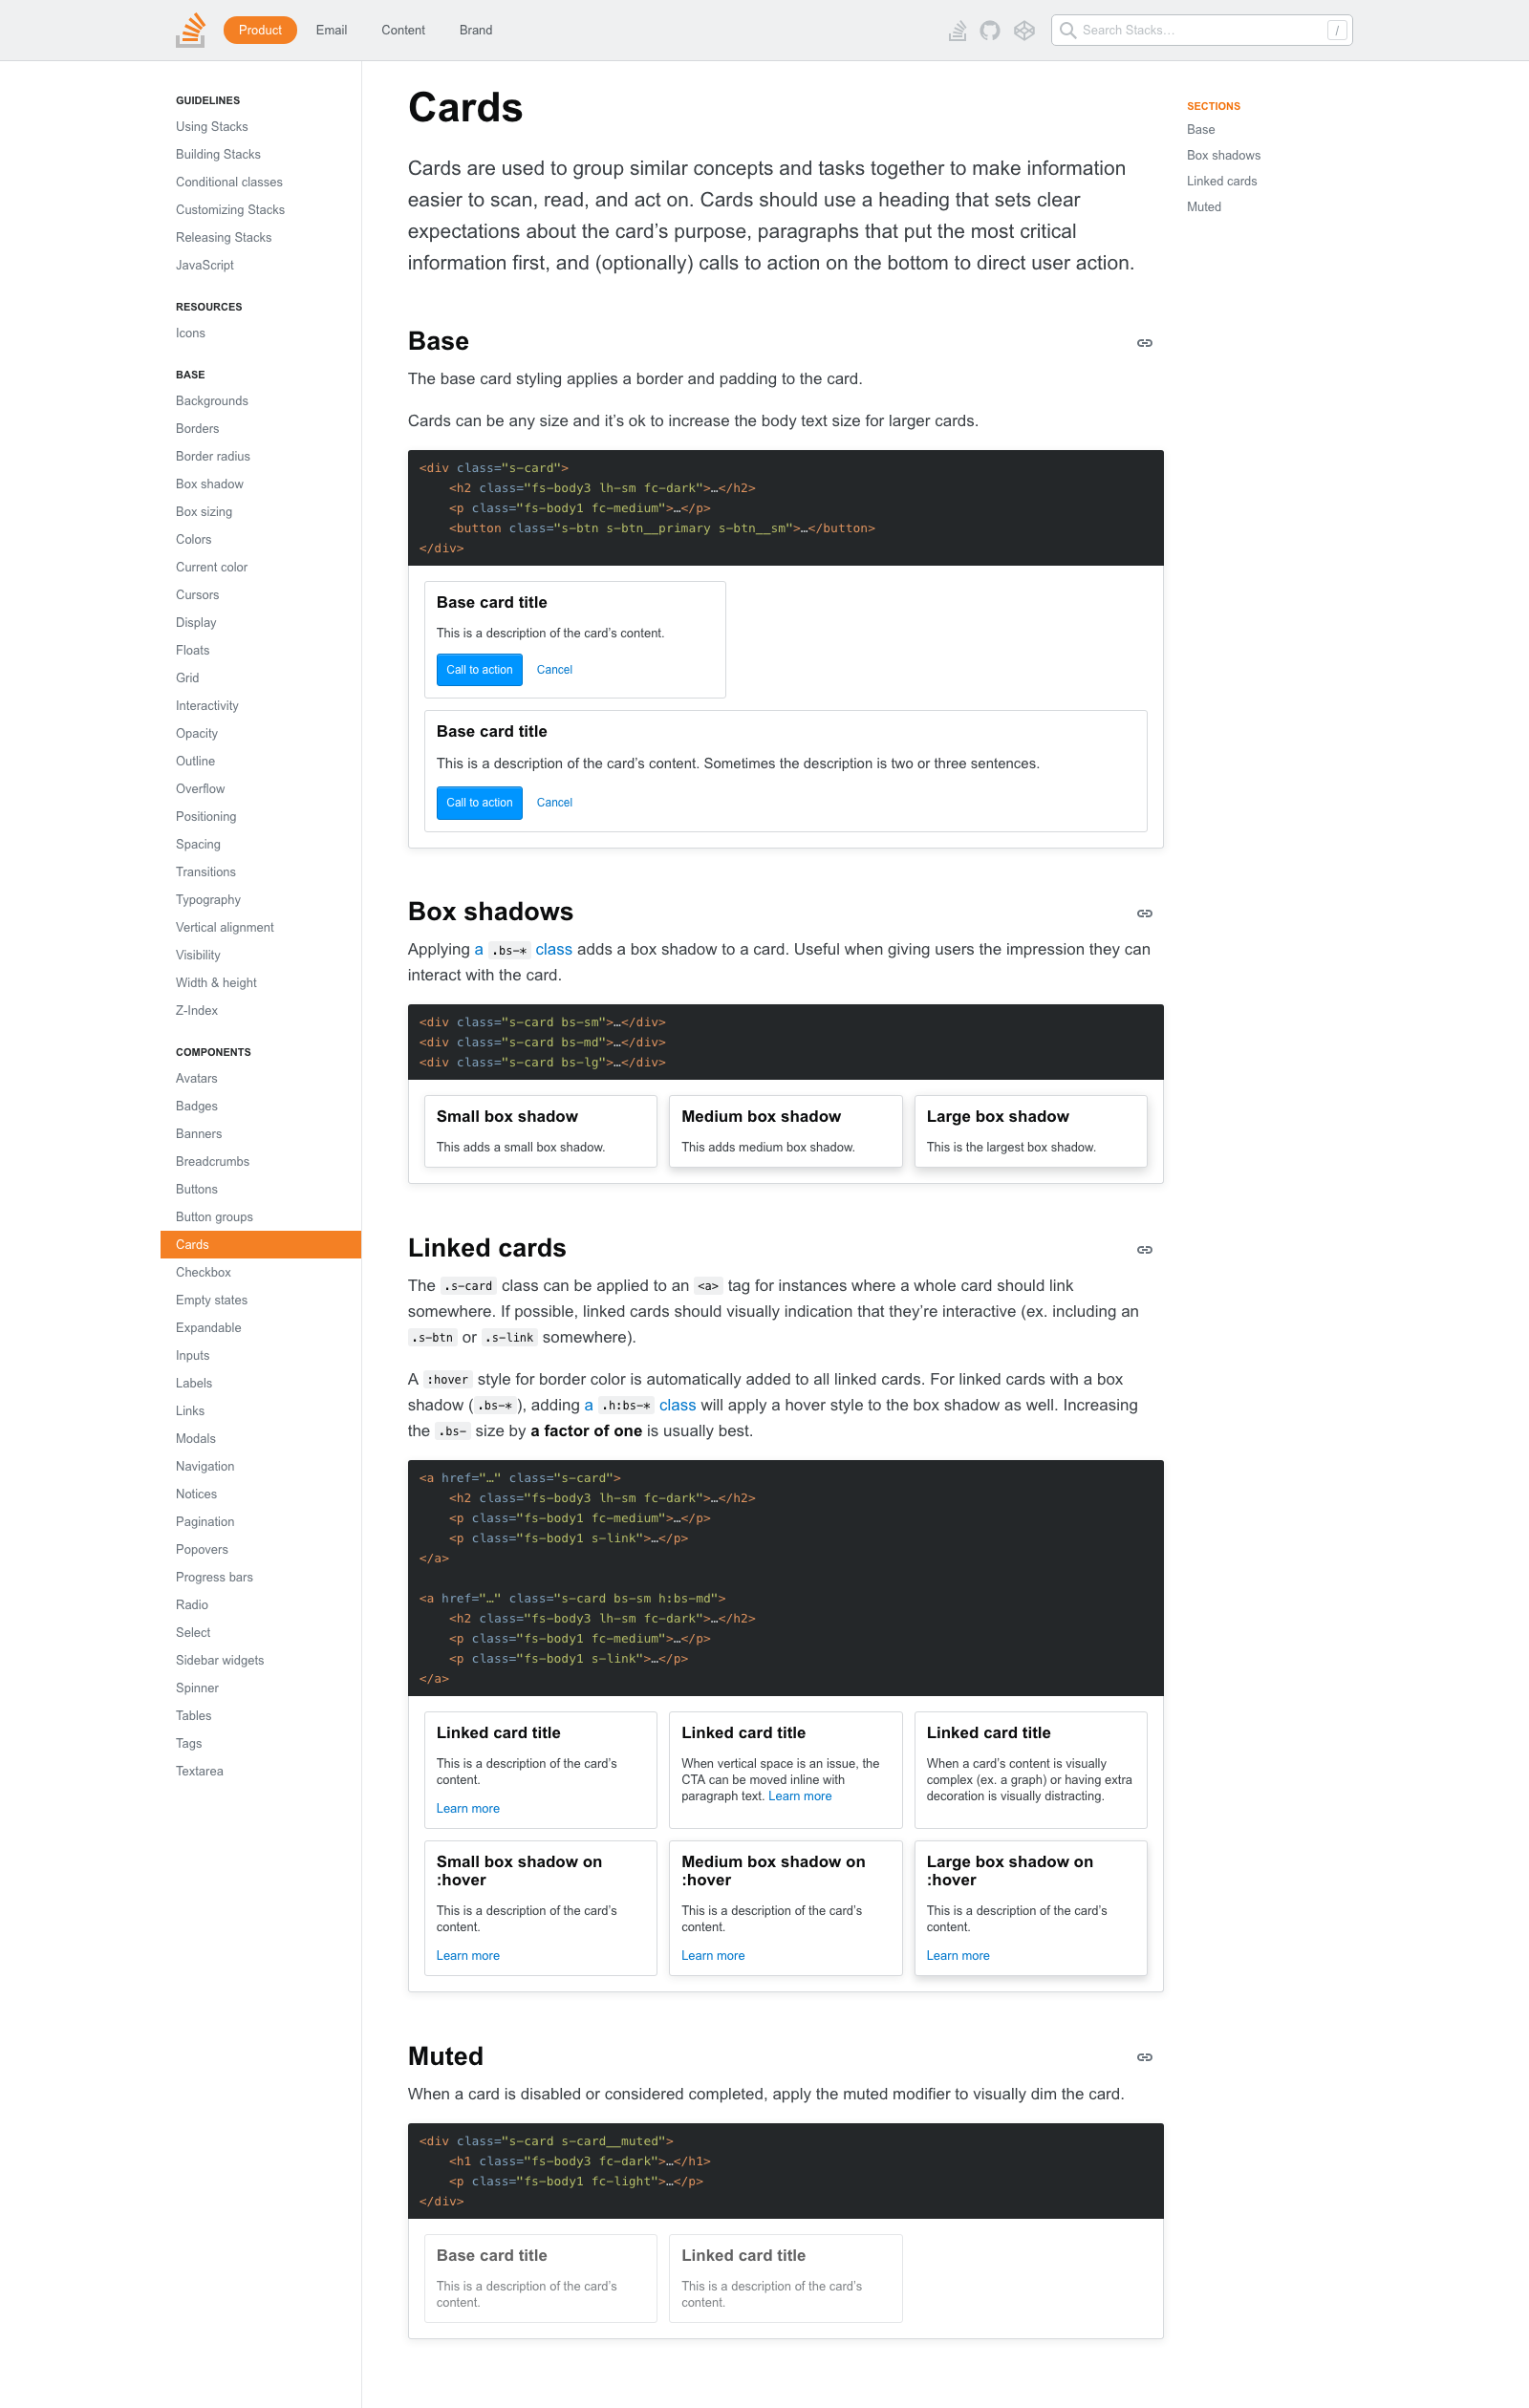 Product Email Content Brand
Search Stacks… /
GUIDELINES
Using Stacks
Building Stacks
Conditional classes
Customizing Stacks
Releasing Stacks
JavaScript
RESOURCES
Icons
BASE
Backgrounds
Borders
Border radius
Box shadow
Box sizing
Colors
Current color
Cursors
Display
Floats
Grid
Interactivity
Opacity
Outline
Overflow
Positioning
Spacing
Transitions
Typography
Vertical alignment
Visibility
Width & height
Z-Index
COMPONENTS
Avatars
Badges
Banners
Breadcrumbs
Buttons
Button groups
Cards
Checkbox
Empty states
Expandable
Inputs
Labels
Links
Modals
Navigation
Notices
Pagination
Popovers
Progress bars
Radio
Select
Sidebar widgets
Spinner
Tables
Tags
Textarea
Cards
Cards are used to group similar concepts and tasks together to make information
easier to scan, read, and act on. Cards should use a heading that sets clear
expectations about the card’s purpose, paragraphs that put the most critical
information first, and (optionally) calls to action on the bottom to direct user action.
Base
The base card styling applies a border and padding to the card.
Cards can be any size and it’s ok to increase the body text size for larger cards.
<div class="s-card">
    <h2 class="fs-body3 lh-sm fc-dark">…</h2>
    <p class="fs-body1 fc-medium">…</p>
    <button class="s-btn s-btn__primary s-btn__sm">…</button>
</div>
Base card title
This is a description of the card’s content.
Call to action Cancel
Base card title
This is a description of the card’s content. Sometimes the description is two or three sentences.
Call to action Cancel
Box shadows
Applying a .bs-* class adds a box shadow to a card. Useful when giving users the impression they can
interact with the card.
<div class="s-card bs-sm">…</div>
<div class="s-card bs-md">…</div>
<div class="s-card bs-lg">…</div>
Small box shadow
This adds a small box shadow.
Medium box shadow
This adds medium box shadow.
Large box shadow
This is the largest box shadow.
Linked cards
The .s-card class can be applied to an <a> tag for instances where a whole card should link
somewhere. If possible, linked cards should visually indication that they’re interactive (ex. including an
.s-btn or .s-link somewhere).
A :hover style for border color is automatically added to all linked cards. For linked cards with a box
shadow (.bs-*), adding a .h:bs-* class will apply a hover style to the box shadow as well. Increasing
the .bs- size by a factor of one is usually best.
<a href="…" class="s-card">
    <h2 class="fs-body3 lh-sm fc-dark">…</h2>
    <p class="fs-body1 fc-medium">…</p>
    <p class="fs-body1 s-link">…</p>
</a>
<a href="…" class="s-card bs-sm h:bs-md">
    <h2 class="fs-body3 lh-sm fc-dark">…</h2>
    <p class="fs-body1 fc-medium">…</p>
    <p class="fs-body1 s-link">…</p>
</a>
Linked card title
This is a description of the card’s
content.
Learn more
Linked card title
When vertical space is an issue, the
CTA can be moved inline with
paragraph text. Learn more
Linked card title
When a card’s content is visually
complex (ex. a graph) or having extra
decoration is visually distracting.
Small box shadow on
:hover
This is a description of the card’s
content.
Learn more
Medium box shadow on
:hover
This is a description of the card’s
content.
Learn more
Large box shadow on
:hover
This is a description of the card’s
content.
Learn more
Muted
When a card is disabled or considered completed, apply the muted modifier to visually dim the card.
<div class="s-card s-card__muted">
    <h1 class="fs-body3 fc-dark">…</h1>
    <p class="fs-body1 fc-light">…</p>
</div>
Base card title
This is a description of the card’s
content.
Linked card title
This is a description of the card’s
content.
SECTIONS
Base
Box shadows
Linked cards
Muted